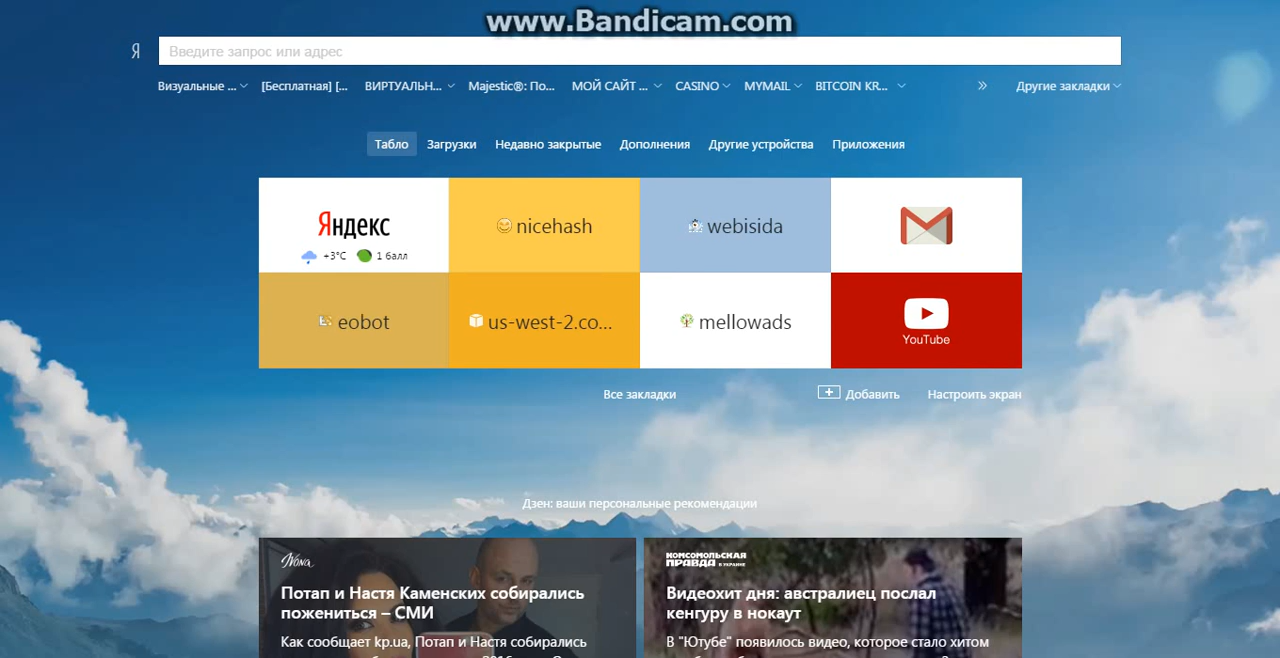 www.Bandicam.com
Я
Введите запрос или адрес
Визуальные ... [Бесплатная] [... ВИРТУАЛЬН... Majestic®: По... МОЙ САЙТ ... CASINO MYMAIL BITCOIN KR... » Другие закладки
Табло Загрузки Недавно закрытые Дополнения Другие устройства Приложения
Яндекс
+3°C 1 балл
nicehash
webisida
eobot
us-west-2.co...
mellowads
YouTube
Все закладки Добавить Настроить экран
Дзен: ваши персональные рекомендации
Nona
Потап и Настя Каменских собирались
пожениться – СМИ
Как сообщает kp.ua, Потап и Настя собирались
КОМСОМОЛЬСКАЯ
ПРАВДА В УКРАИНЕ
Видеохит дня: австралиец послал
кенгуру в нокаут
В "Ютубе" появилось видео, которое стало хитом